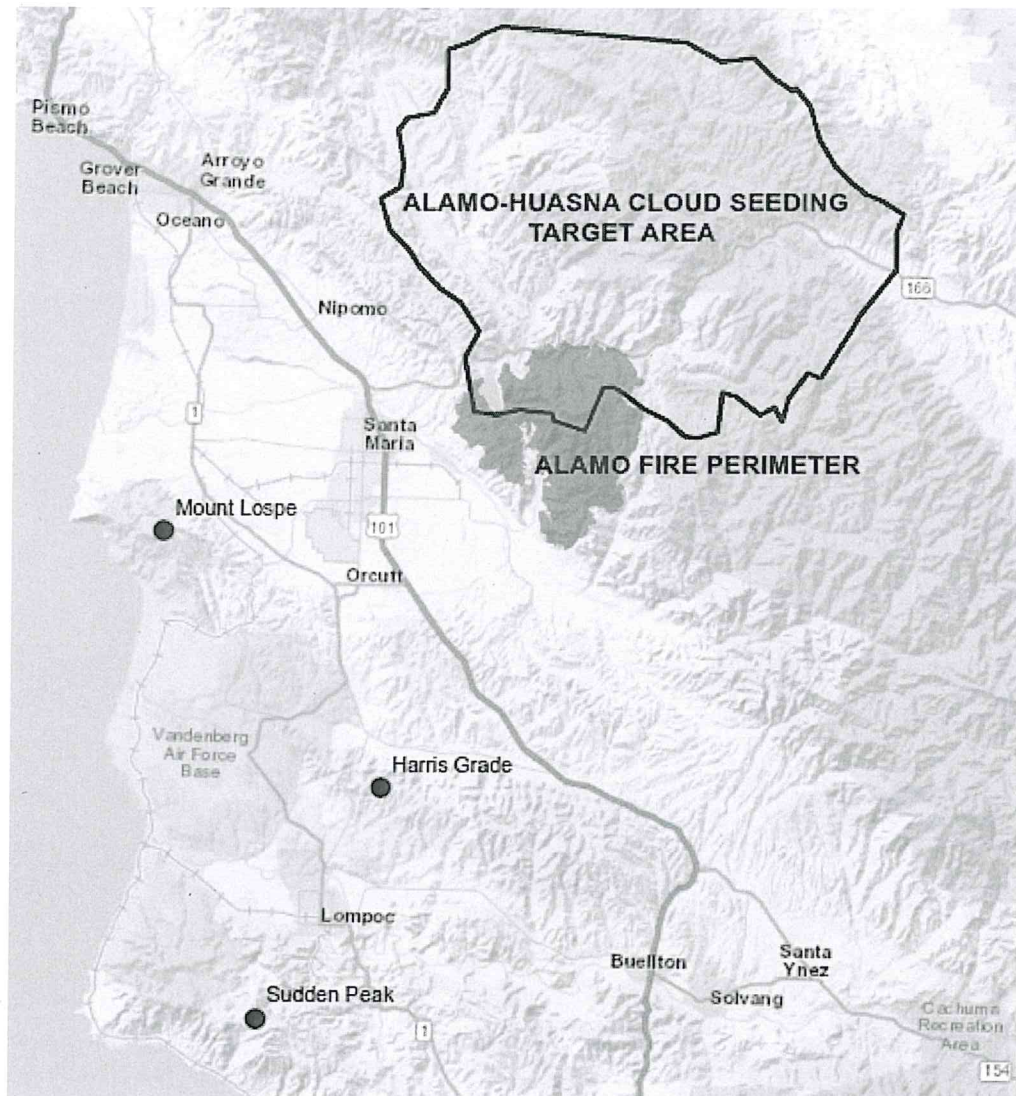 Pismo
Beach
Grover
Beach
Arroyo
Grande
Oceano
ALAMO-HUASNA CLOUD SEEDING
TARGET AREA
166
Nipomo
1
Santa
Maria
ALAMO FIRE PERIMETER
Mount Lospe
101
Orcutt
Vandenberg
Air Force
Base
Harris Grade
Lompoc
Buellton
Santa
Ynez
Solvang
Sudden Peak
1
Cachuma
Recreation
Area
154